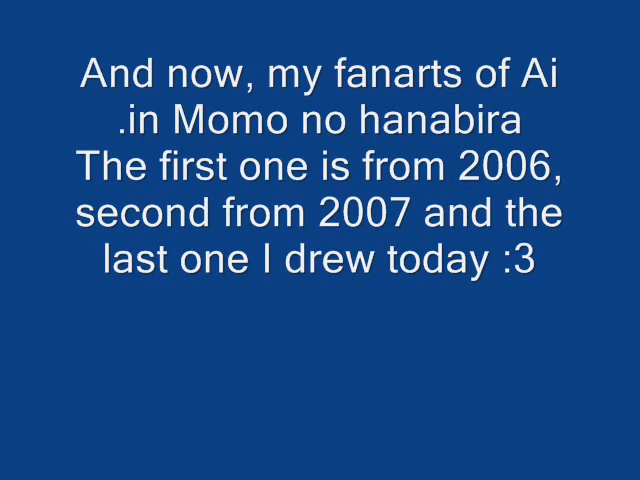 And now, my fanarts of Ai
.in Momo no hanabira
The first one is from 2006,
second from 2007 and the
last one I drew today :3